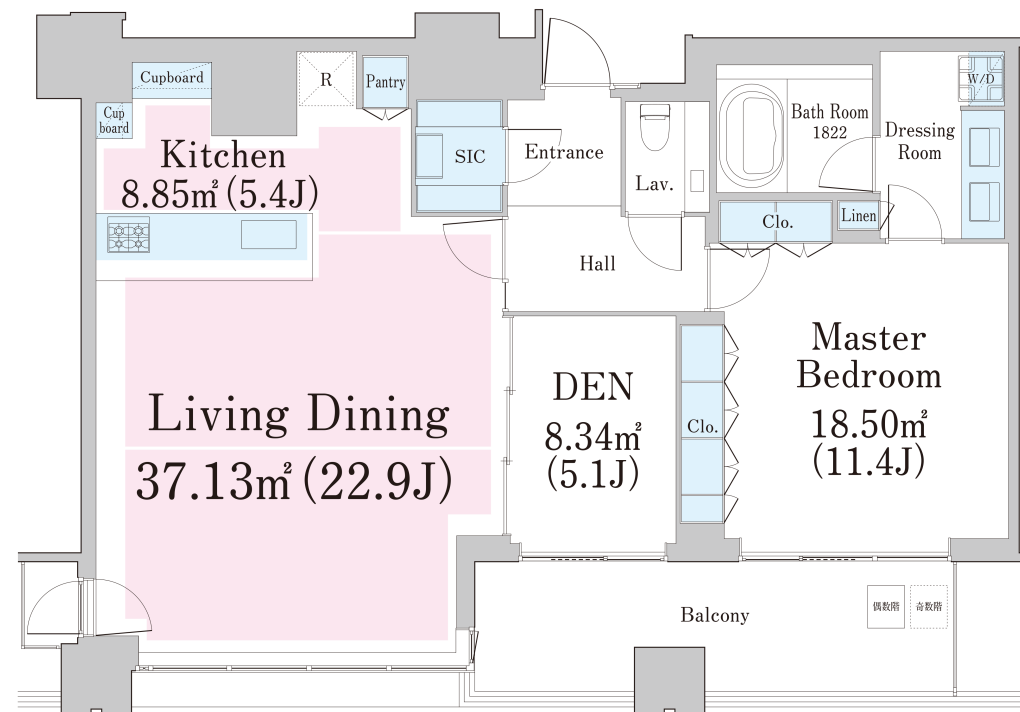 Cupboard
R
Pantry
Cup
board
Kitchen
8.85㎡(5.4J)
SIC
Entrance
Lav.
Bath Room
1822
W/D
Dressing
Room
Clo.
Linen
Hall
Living Dining
37.13㎡(22.9J)
DEN
8.34㎡
(5.1J)
Clo.
Master
Bedroom
18.50㎡
(11.4J)
Balcony
偶数階
奇数階